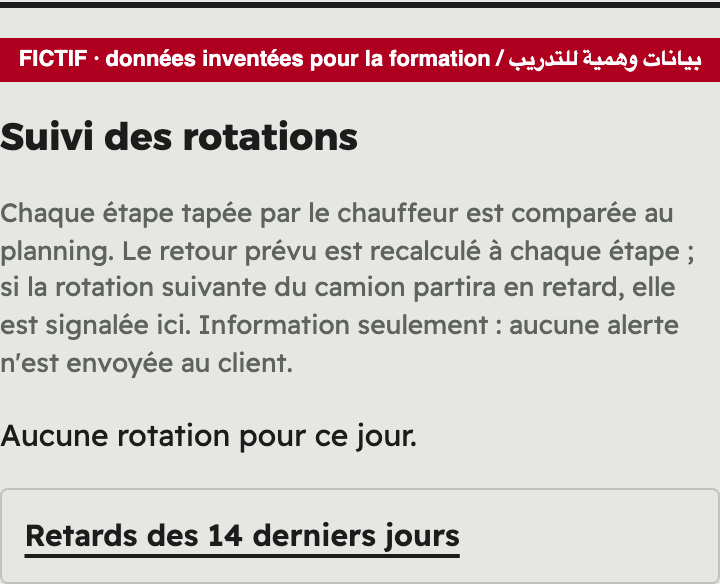 FICTIF · données inventées pour la formation / بيانات وهمية للتدريب
Suivi des rotations
Chaque étape tapée par le chauffeur est comparée au
planning. Le retour prévu est recalculé à chaque étape ;
si la rotation suivante du camion partira en retard, elle
est signalée ici. Information seulement : aucune alerte
n'est envoyée au client.
Aucune rotation pour ce jour.
Retards des 14 derniers jours